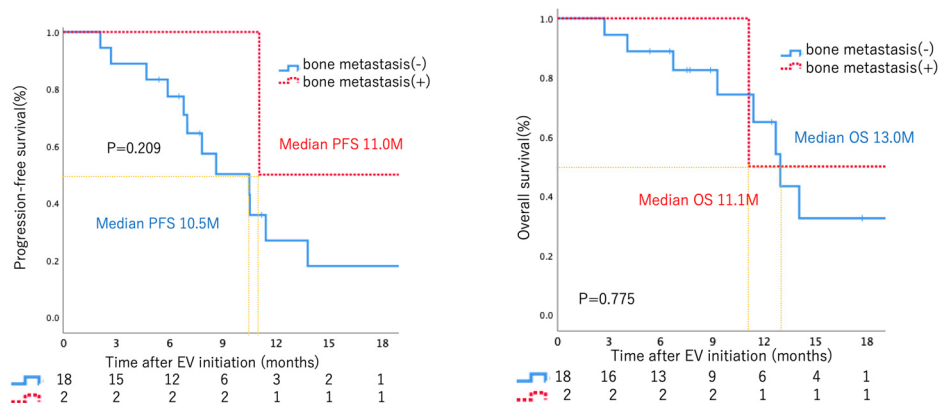 1.0
0.8
0.6
0.4
0.2
0.0
Progression-free survival(%)
bone metastasis(-)
bone metastasis(+)
P=0.209
Median PFS 11.0M
Median PFS 10.5M
0 3 6 9 12 15 18
Time after EV initiation (months)
18 15 12 6 3 2 1
2 2 2 2 1 1 1
1.0
0.8
0.6
0.4
0.2
0.0
Overall survival(%)
bone metastasis(-)
bone metastasis(+)
Median OS 13.0M
Median OS 11.1M
P=0.775
0 3 6 9 12 15 18
Time after EV initiation (months)
18 16 13 9 6 4 1
2 2 2 2 1 1 1